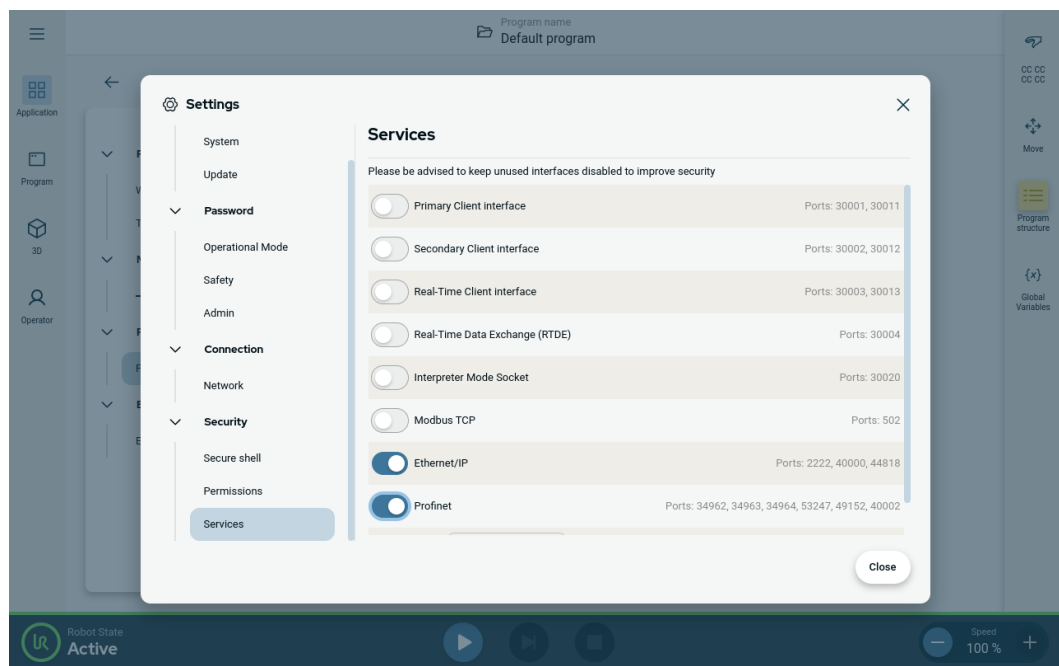 Program name
Default program
Application
Program
3D
Operator
Settings
System
Update
Password
Operational Mode
Safety
Admin
Connection
Network
Security
Secure shell
Permissions
Services
Services
Please be advised to keep unused interfaces disabled to improve security
Primary Client interface Ports: 30001, 30011
Secondary Client interface Ports: 30002, 30012
Real-Time Client interface Ports: 30003, 30013
Real-Time Data Exchange (RTDE) Ports: 30004
Interpreter Mode Socket Ports: 30020
Modbus TCP Ports: 502
Ethernet/IP Ports: 2222, 40000, 44818
Profinet Ports: 34962, 34963, 34964, 53247, 49152, 40002
Close
CC CC
CC CC
Move
Program
structure
{x}
Global
Variables
UR
Robot State
Active
Speed
100 %